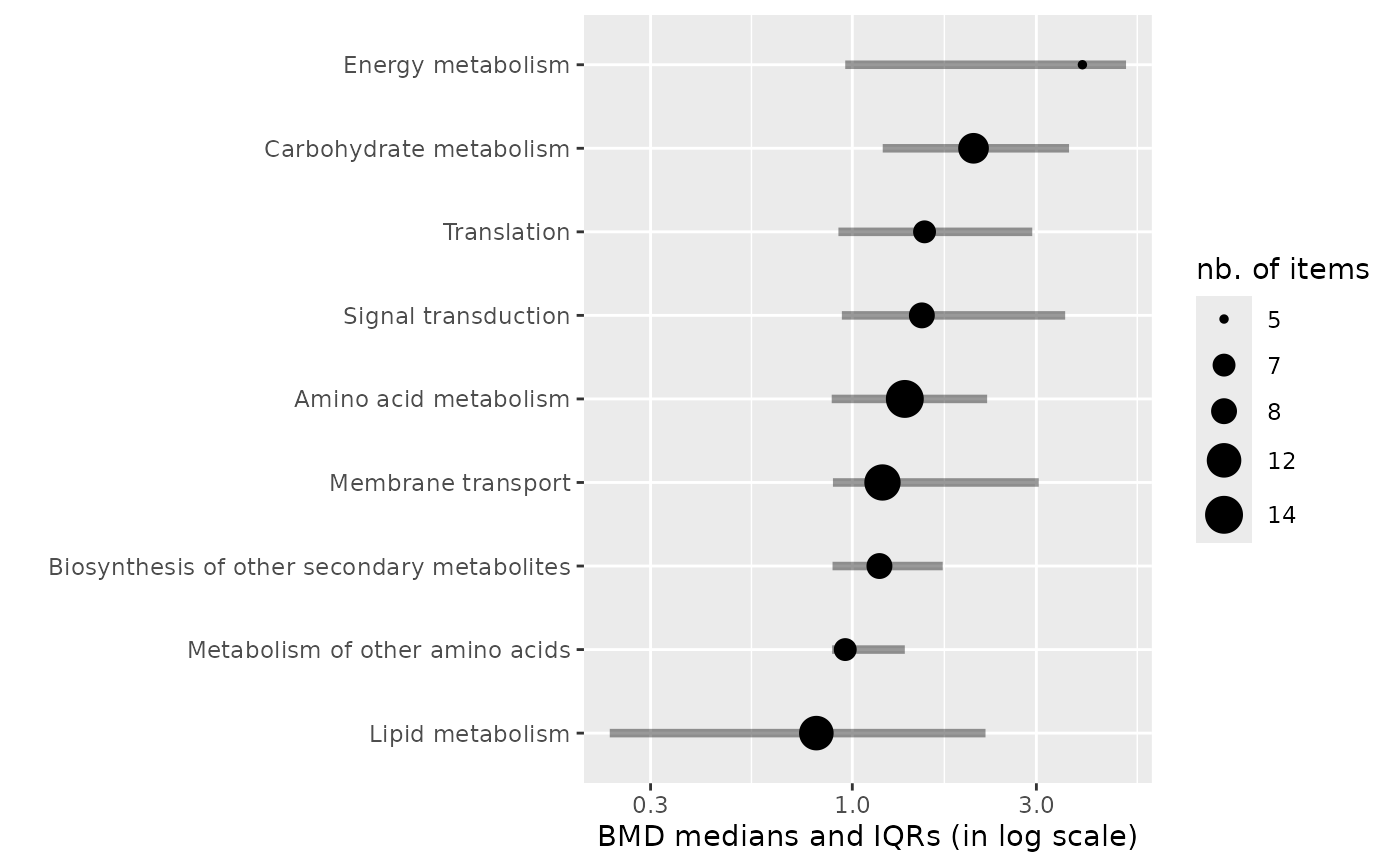 Energy metabolism
Carbohydrate metabolism
Translation
Signal transduction
Amino acid metabolism
Membrane transport
Biosynthesis of other secondary metabolites
Metabolism of other amino acids
Lipid metabolism
0.3 1.0 3.0
BMD medians and IQRs (in log scale)
nb. of items
5
7
8
12
14